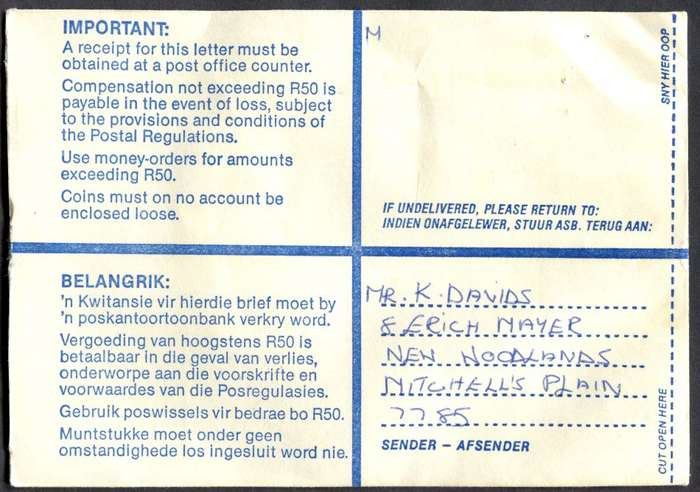 IMPORTANT:
A receipt for this letter must be
obtained at a post office counter.
Compensation not exceeding R50 is
payable in the event of loss, subject
to the provisions and conditions of
the Postal Regulations.
Use money-orders for amounts
exceeding R50.
Coins must on no account be
enclosed loose.
BELANGRIK:
'n Kwitansie vir hierdie brief moet by
'n poskantoortoonbank verkry word.
Vergoeding van hoogstens R50 is
betaalbaar in die geval van verlies,
onderworpe aan die voorskrifte en
voorwaardes van die Posregulasies.
Gebruik poswissels vir bedrae bo R50.
Muntstukke moet onder geen
omstandighede los ingesluit word nie.
M
IF UNDELIVERED, PLEASE RETURN TO:
INDIEN ONAFGELEWER, STUUR ASB. TERUG AAN:
MR. K. DAVIDS
8 ERICH MAYER
NEW WOODLANDS
MITCHELL'S PLAIN
7785
SENDER – AFSENDER
SNY HIER OOP
CUT OPEN HERE